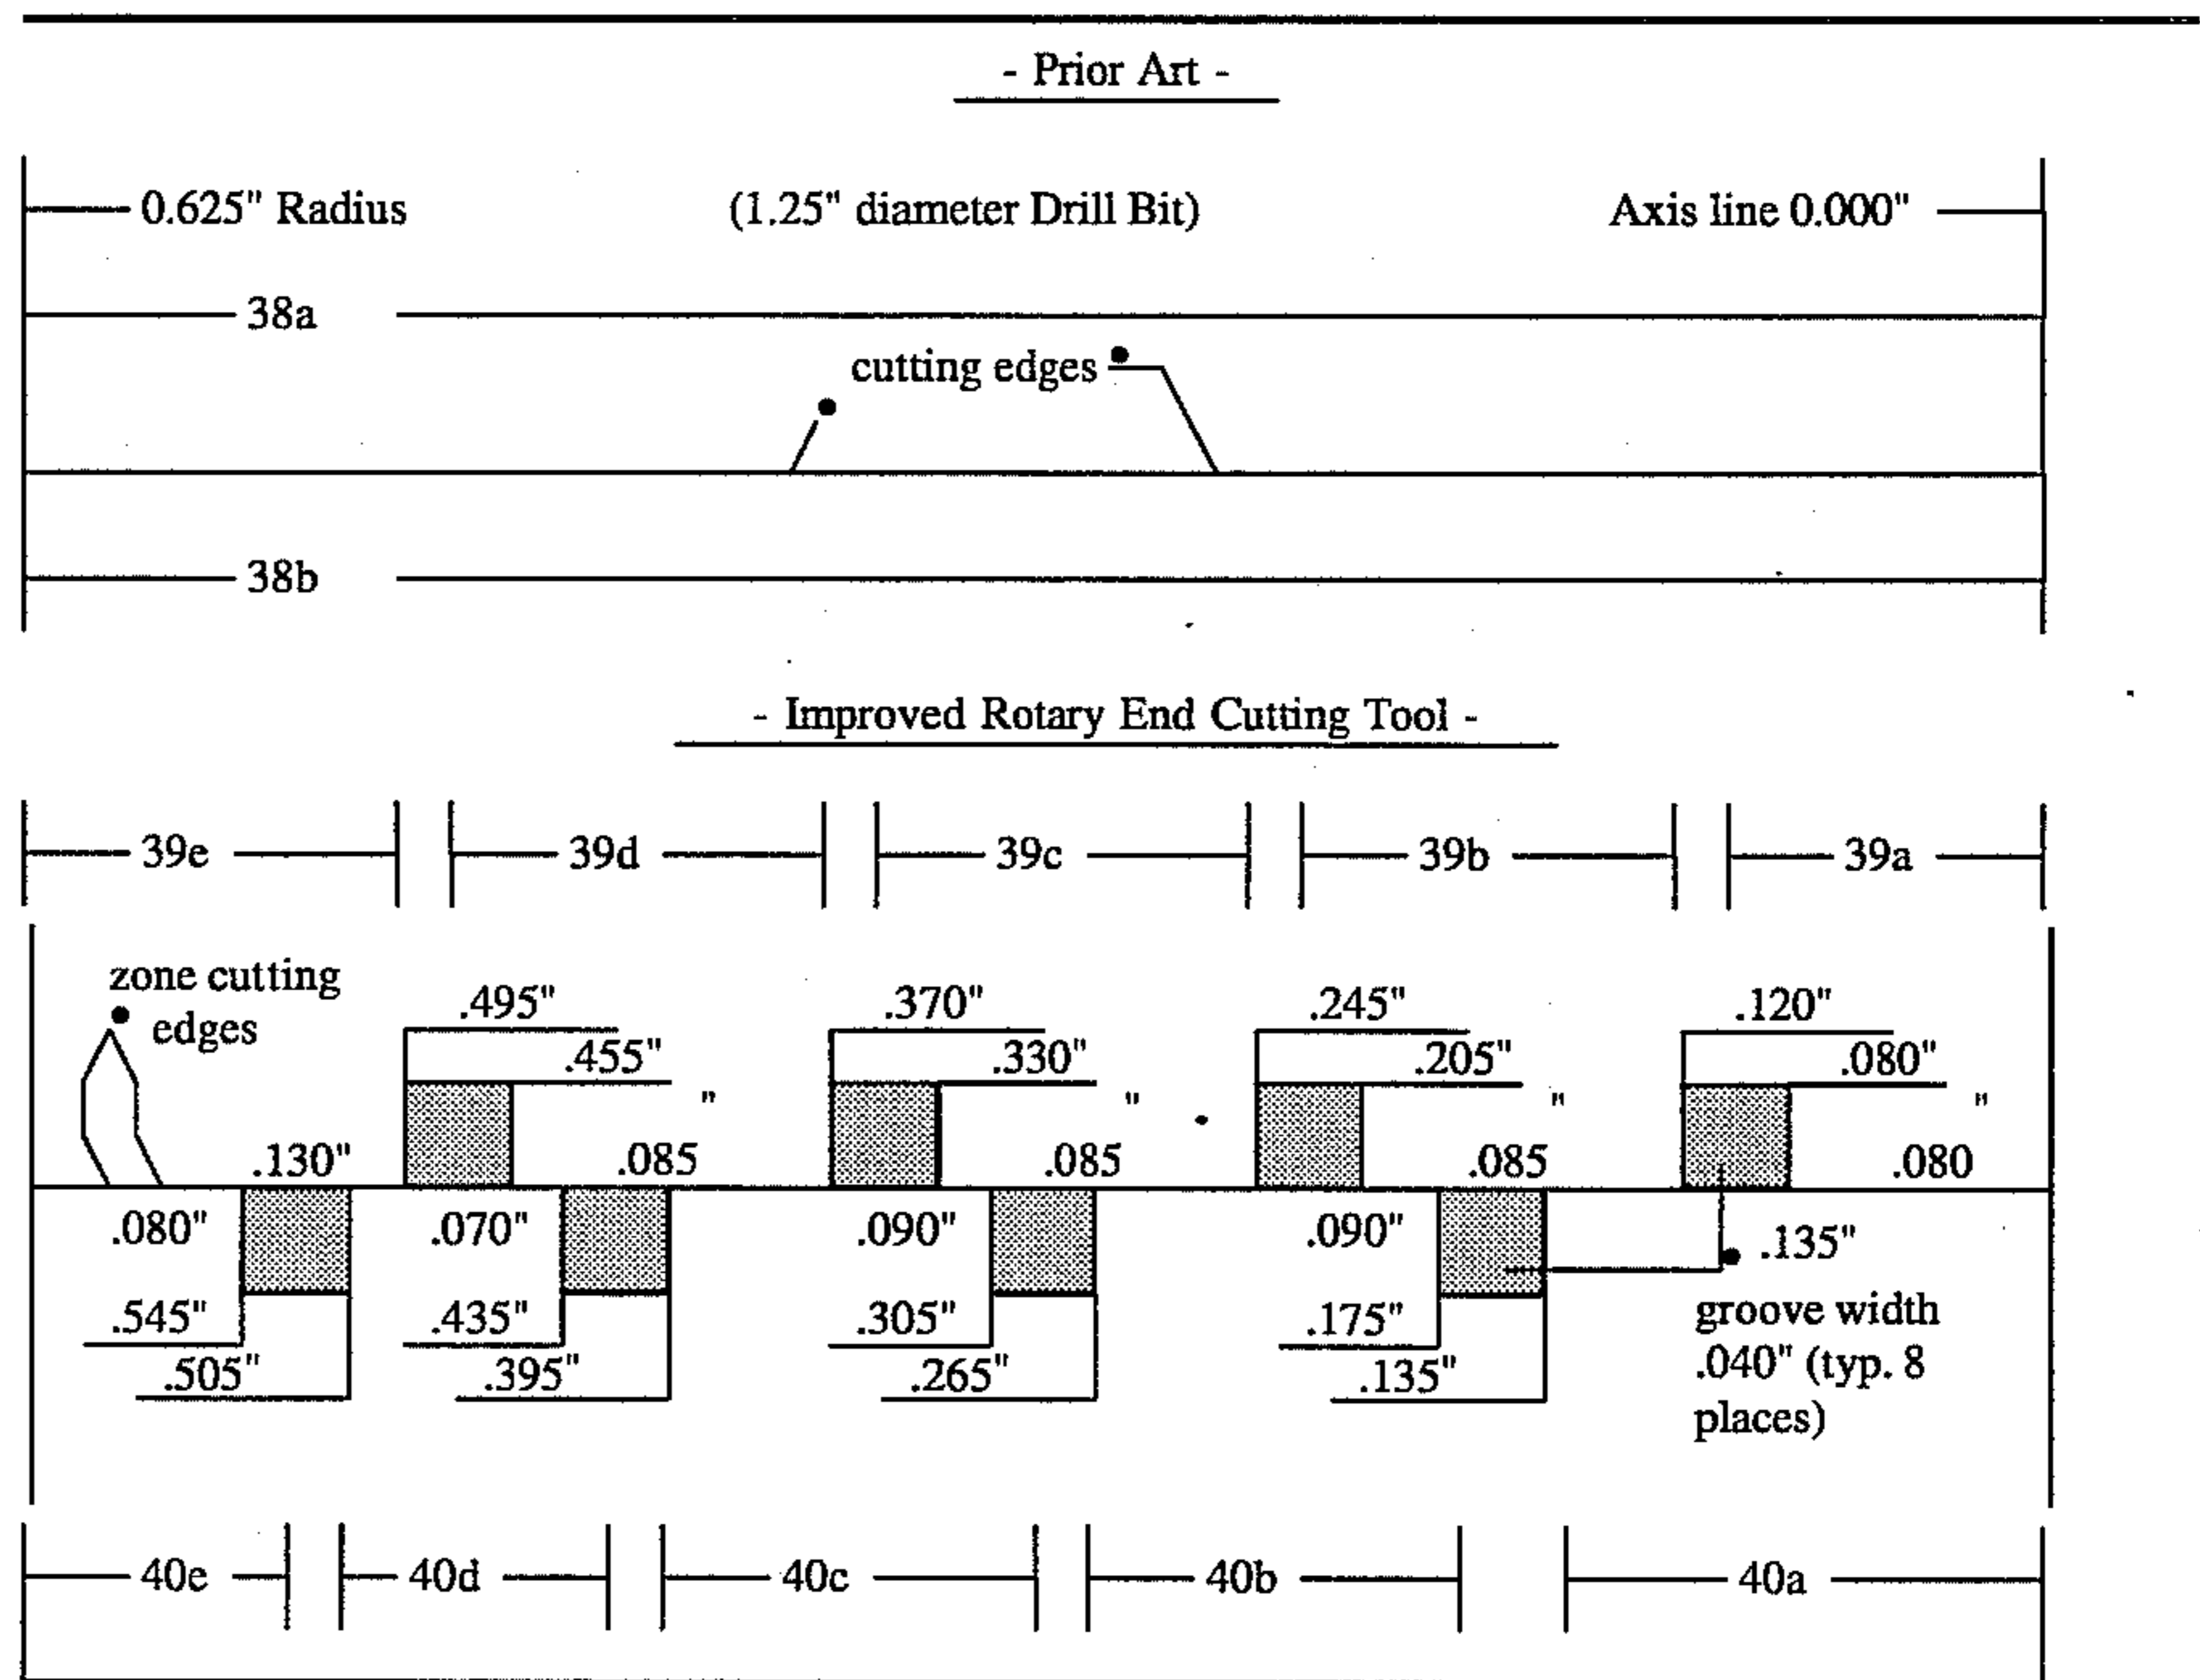 - Prior Art -
0.625" Radius (1.25" diameter Drill Bit) Axis line 0.000"
38a
cutting edges
38b
- Improved Rotary End Cutting Tool -
39e 39d 39c 39b 39a
zone cutting
edges
.495" .370" .245" .120"
.455" .330" .205" .080"
" " " "
.130" .085 .085 .085 .080
.080" .070" .090" .090" .135"
.545" .435" .305" .175"
.505" .395" .265" .135"
groove width
.040" (typ. 8
places)
40e 40d 40c 40b 40a